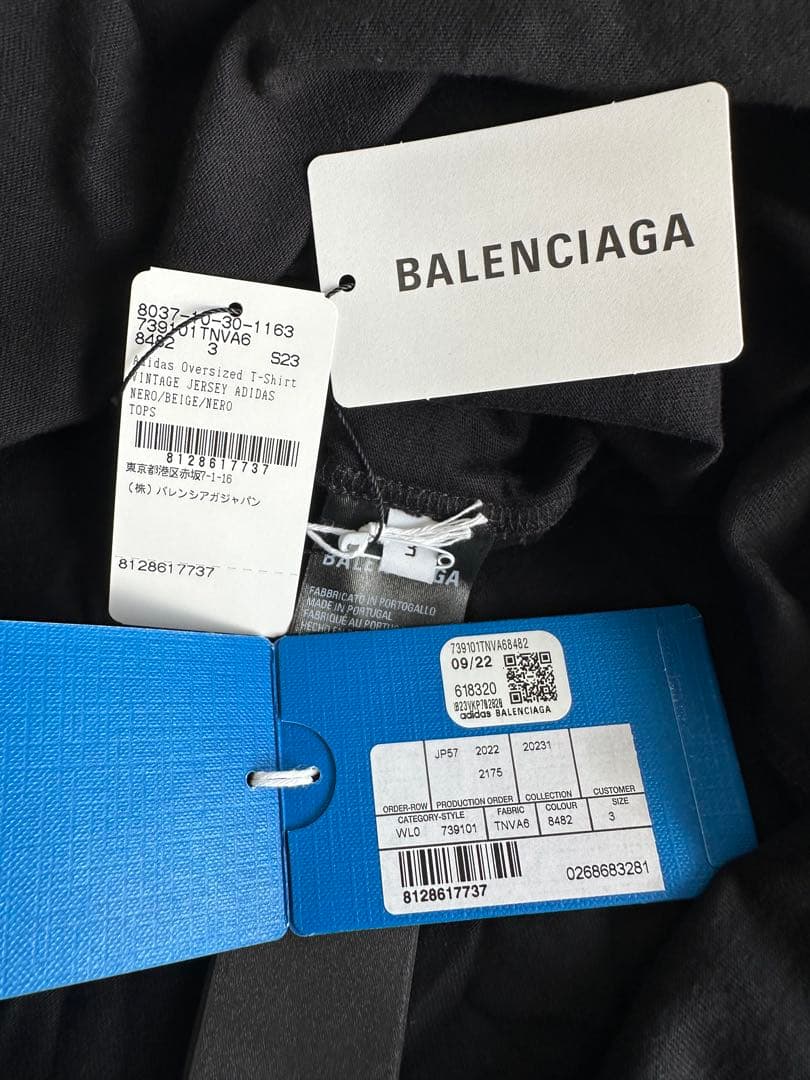 BALENCIAGA
8037-10-30-1163
739101TNVA6
8482 3 S23
Adidas Oversized T-Shirt
VINTAGE JERSEY ADIDAS
NERO/BEIGE/NERO
TOPS
8128617737
東京都港区赤坂7-1-16
(株)バレンシアガジャパン
8128617737
FABBRICATO IN PORTOGALLO
MADE IN PORTUGAL
739101TNVA68482
09/22
618320
adidas BALENCIAGA
JP57 2022 20231
2175
ORDER-ROW PRODUCTION ORDER COLLECTION CUSTOMER
CATEGORY-STYLE FABRIC COLOUR SIZE
WL0 739101 TNVA6 8482 3
8128617737 0268683281